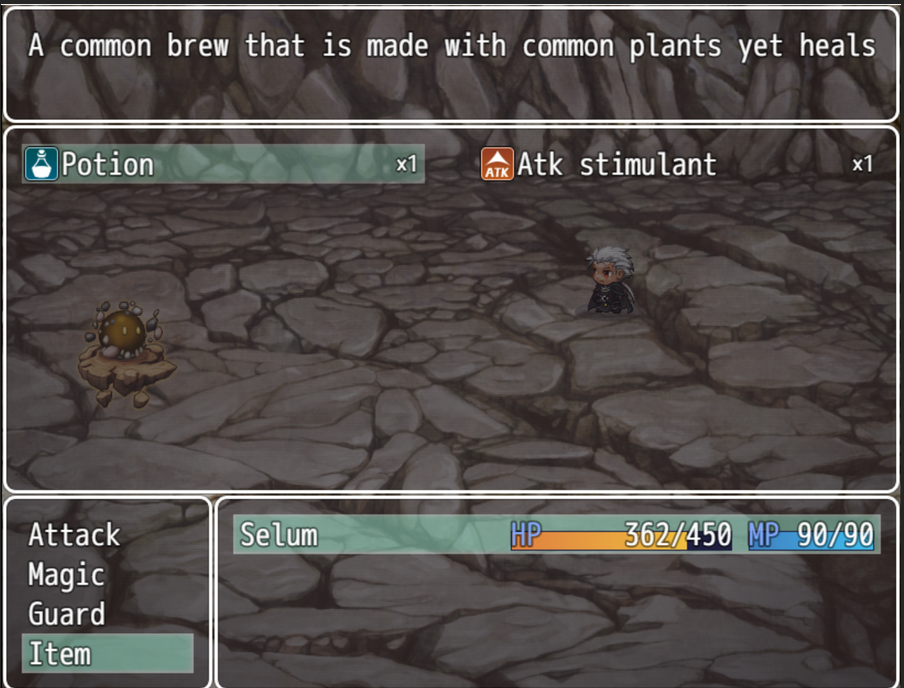 A common brew that is made with common plants yet heals
Potion x1 Atk stimulant x1
ATK
Attack
Magic
Guard
Item
Selum HP 362/450 MP 90/90